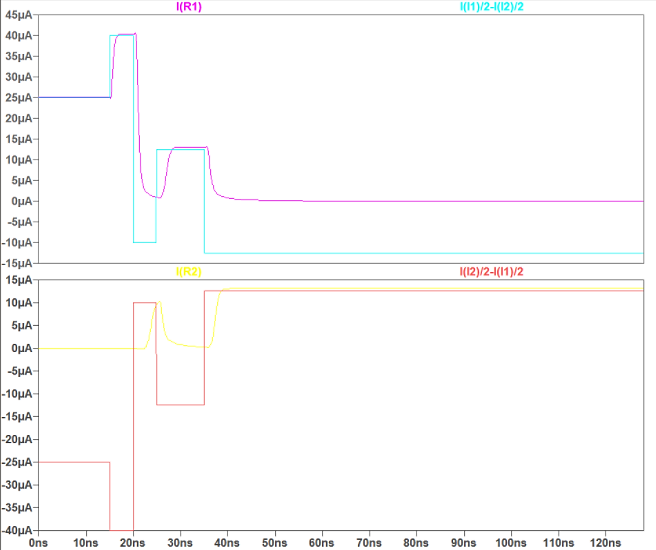 I(R1) I(I1)/2-I(I2)/2
45µA
40µA
35µA
30µA
25µA
20µA
15µA
10µA
5µA
0µA
-5µA
-10µA
-15µA
I(R2) I(I2)/2-I(I1)/2
15µA
10µA
5µA
0µA
-5µA
-10µA
-15µA
-20µA
-25µA
-30µA
-35µA
-40µA
0ns 10ns 20ns 30ns 40ns 50ns 60ns 70ns 80ns 90ns 100ns 110ns 120ns